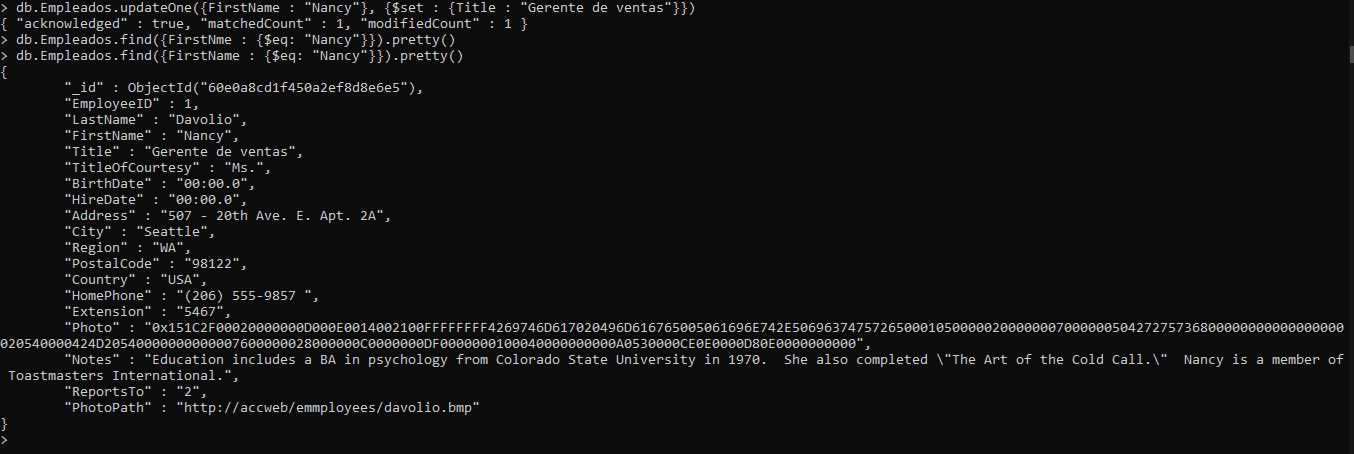 > db.Empleados.updateOne({FirstName : "Nancy"}, {$set : {Title : "Gerente de ventas"}})
{ "acknowledged" : true, "matchedCount" : 1, "modifiedCount" : 1 }
> db.Empleados.find({FirstNme : {$eq: "Nancy"}}).pretty()
> db.Empleados.find({FirstName : {$eq: "Nancy"}}).pretty()
{
        "_id" : ObjectId("60e0a8cd1f450a2ef8d8e6e5"),
        "EmployeeID" : 1,
        "LastName" : "Davolio",
        "FirstName" : "Nancy",
        "Title" : "Gerente de ventas",
        "TitleOfCourtesy" : "Ms.",
        "BirthDate" : "00:00.0",
        "HireDate" : "00:00.0",
        "Address" : "507 - 20th Ave. E. Apt. 2A",
        "City" : "Seattle",
        "Region" : "WA",
        "PostalCode" : "98122",
        "Country" : "USA",
        "HomePhone" : "(206) 555-9857 ",
        "Extension" : "5467",
        "Photo" :
        "Notes" : "Education includes a BA in psychology from Colorado State University in 1970.  She also completed \"The Art of the Cold Call.\"  Nancy is a member of
 Toastmasters International.",
        "ReportsTo" : "2",
        "PhotoPath" : "http://accweb/emmployees/davolio.bmp"
}
>